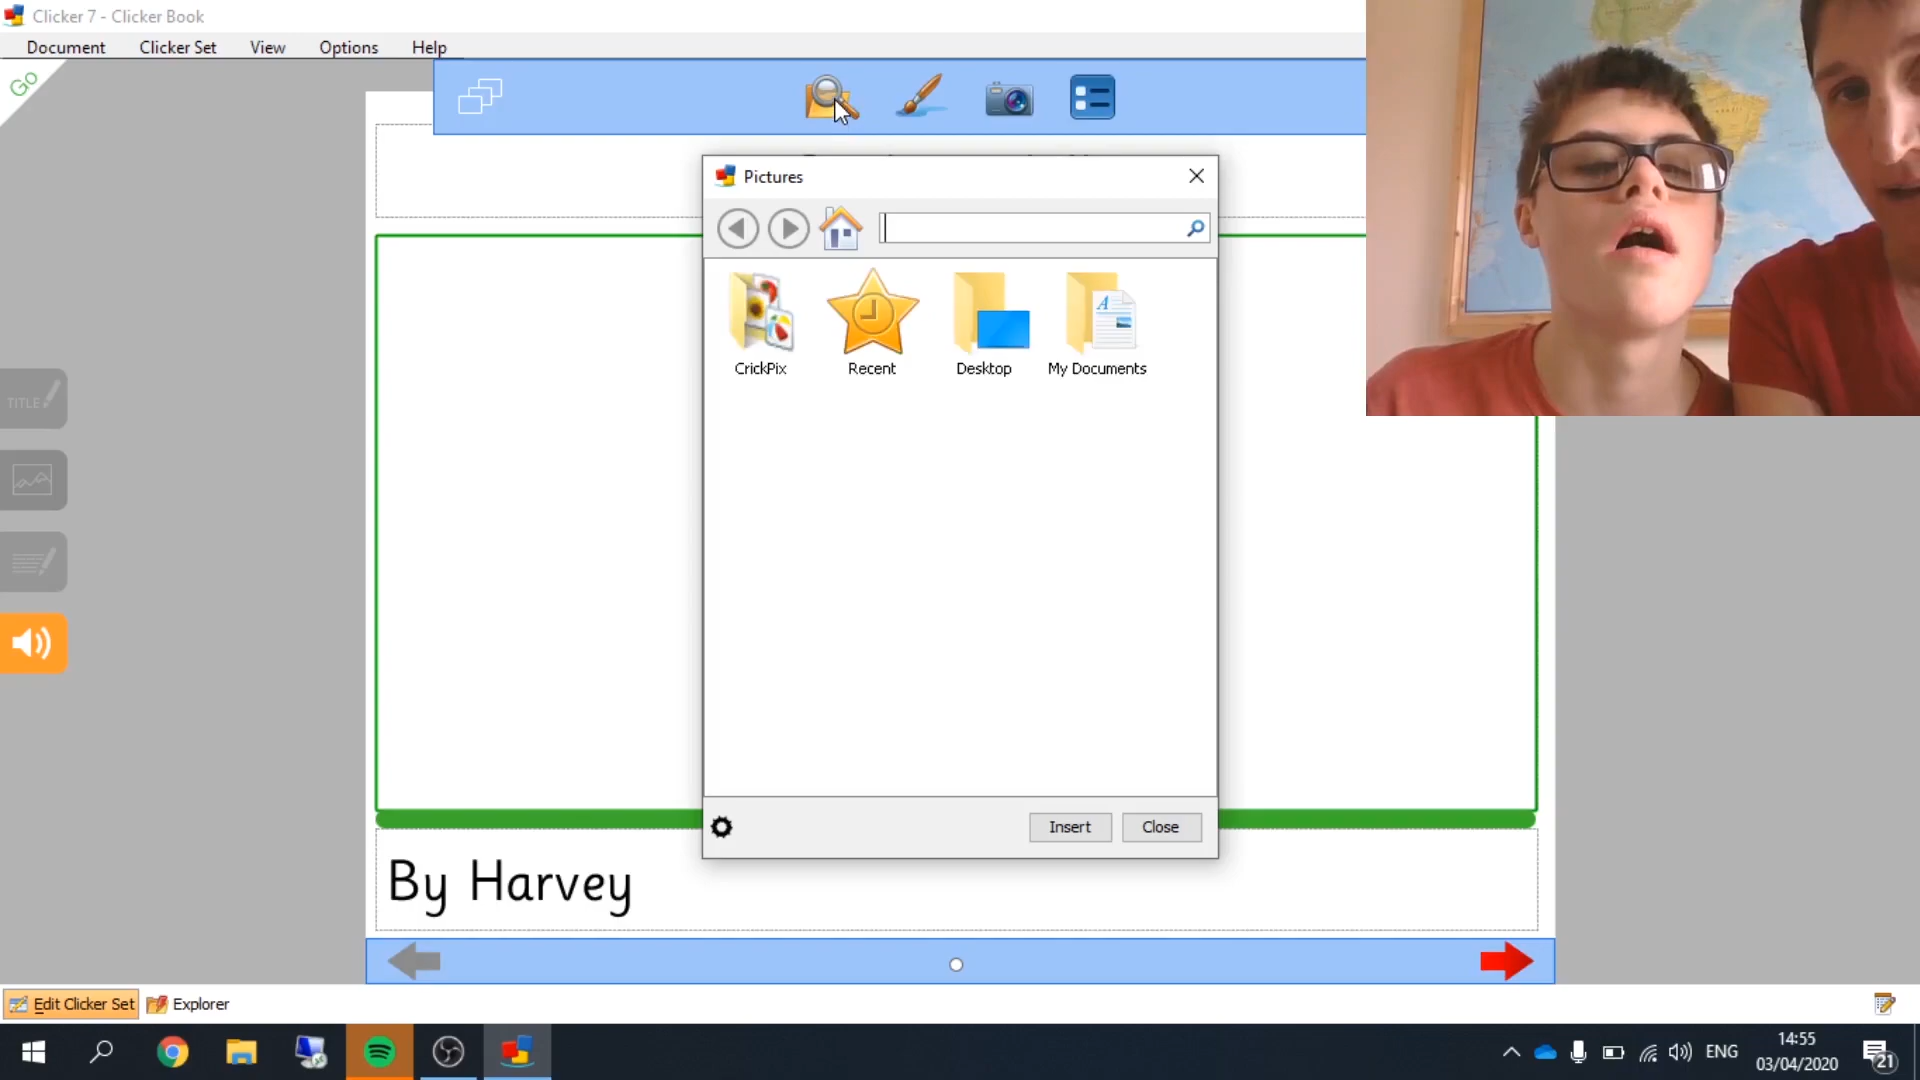 Clicker 7 - Clicker Book
Document Clicker Set View Options Help
GO
Pictures
CrickPix Recent Desktop My Documents
TITLE
Insert Close
By Harvey
Edit Clicker Set Explorer
ENG
14:55
03/04/2020
21